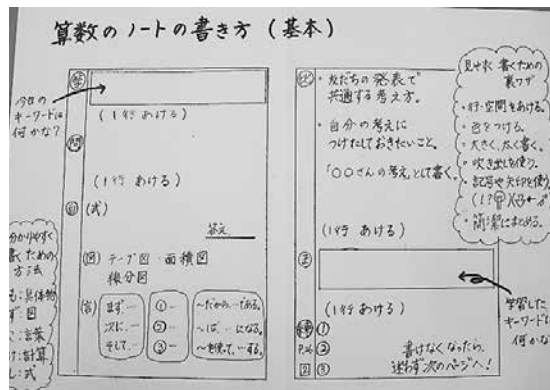 算数のノートの書き方(基本)
今日の
キーワードは
何かな?
(1行あける)
問
(1行あける)
自
(式)
答え
(図) テープ図・面積図
線分図
(言)
まず、…
次に、…
そして、…
①…
②…
③…
〜だから、…である。
〜ば…になる。
〜を使って、…する。
分かりやすく
書くための
方法
も:具体物
ず:図
:言葉
け:計算
し:式
・友だちの発表で
共通する考え方。
・自分の考えに
つけたしておきたいこと。
「○○さんの考え」として書く。
(1行あける)
ま
(1行あける)
①
②
③
書けなくなったら、
迷わず次のページへ!
見やすく書くための
裏ワザ
・行・空間をあける。
・色をつける。
・大きく、太く書く。
・吹き出しを使う。
・記号や矢印を使う。
・簡潔にまとめる。
学習した
キーワードは
何かな